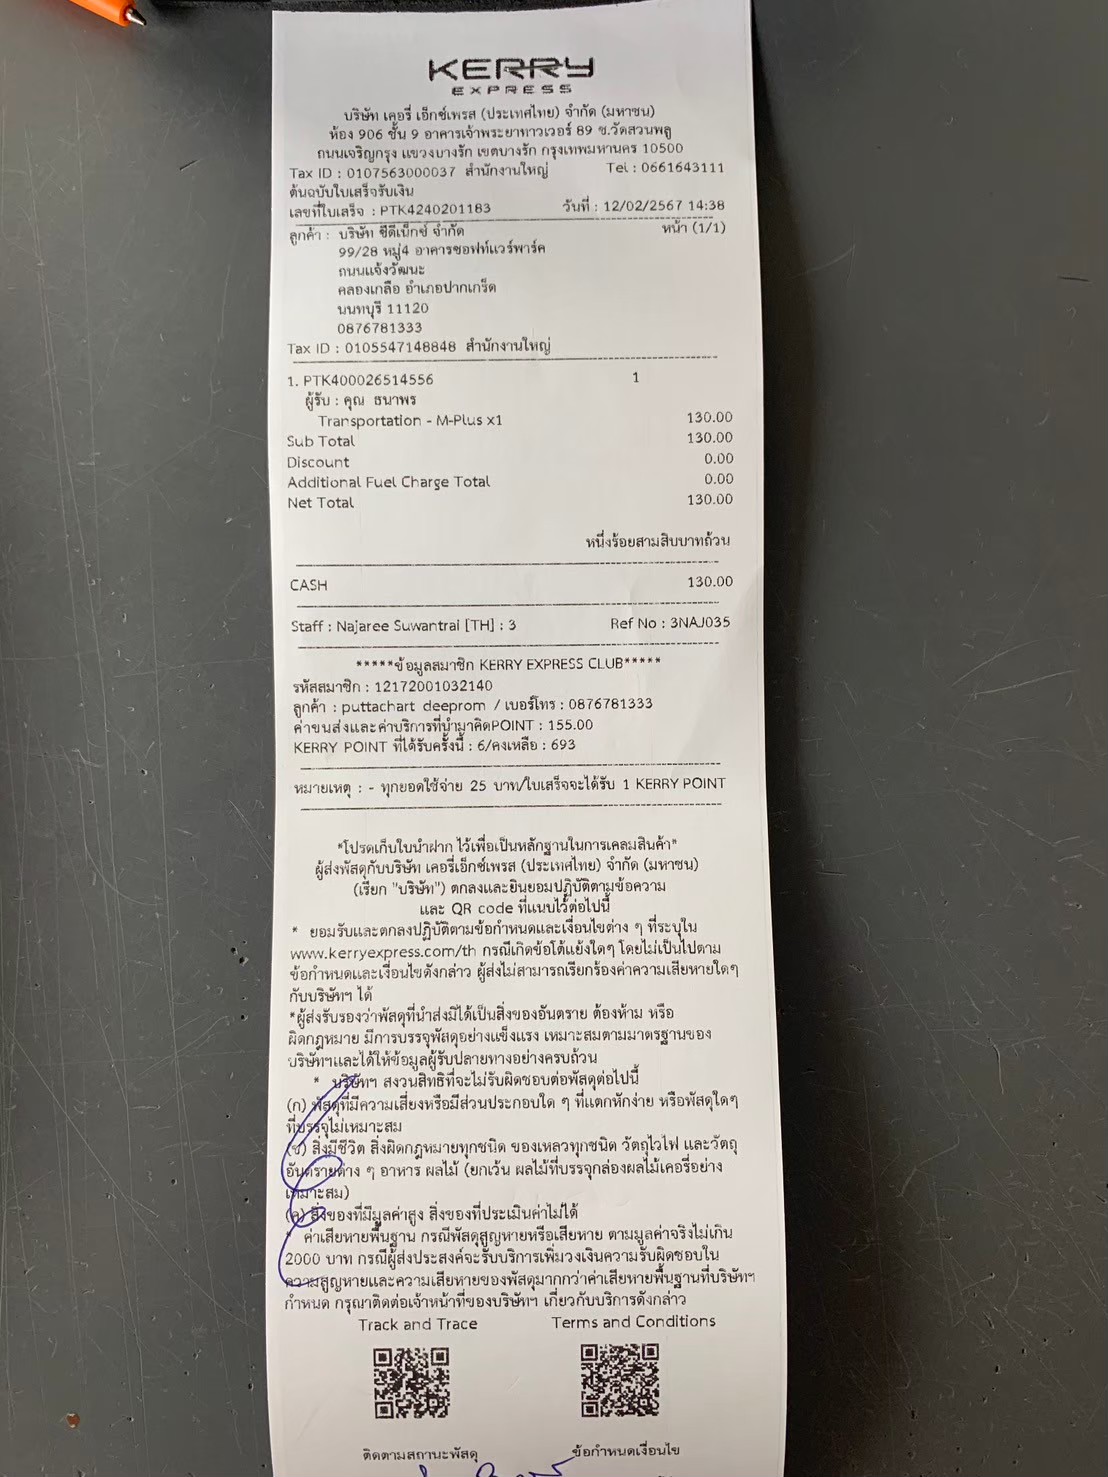 KERRY
EXPRESS
บริษัท เคอรี่ เอ็กซ์เพรส (ประเทศไทย) จำกัด (มหาชน)
ห้อง 906 ชั้น 9 อาคารเจ้าพระยาทาวเวอร์ 89 ซ.วัดสวนพลู
ถนนเจริญกรุง แขวงบางรัก เขตบางรัก กรุงเทพมหานคร 10500
Tax ID : 0107563000037 สำนักงานใหญ่ Tel : 0661643111
ต้นฉบับใบเสร็จรับเงิน
เลขที่ใบเสร็จ : PTK4240201183 วันที่ : 12/02/2567 14:38
ลูกค้า : บริษัท ซีดีเน็กซ์ จำกัด หน้า (1/1)
99/28 หมู่4 อาคารซอฟท์แวร์พาร์ค
ถนนแจ้งวัฒนะ
คลองเกลือ อำเภอปากเกร็ด
นนทบุรี 11120
0876781333
Tax ID : 0105547148848 สำนักงานใหญ่
1. PTK400026514556 1
ผู้รับ : คุณ ธนาพร
Transportation - M-Plus x1 130.00
Sub Total 130.00
Discount 0.00
Additional Fuel Charge Total 0.00
Net Total 130.00
หนึ่งร้อยสามสิบบาทถ้วน
CASH 130.00
Staff : Najaree Suwantrai [TH] : 3 Ref No : 3NAJ035
*****ข้อมูลสมาชิก KERRY EXPRESS CLUB*****
รหัสสมาชิก : 12172001032140
ลูกค้า : puttachart deeprom / เบอร์โทร : 0876781333
ค่าขนส่งและค่าบริการที่นำมาคิดPOINT : 155.00
KERRY POINT ที่ได้รับครั้งนี้ : 6/คงเหลือ : 693
หมายเหตุ : - ทุกยอดใช้จ่าย 25 บาท/ใบเสร็จจะได้รับ 1 KERRY POINT
*โปรดเก็บใบนำฝาก ไว้เพื่อเป็นหลักฐานในการเคลมสินค้า*
ผู้ส่งพัสดุกับบริษัท เคอรี่เอ็กซ์เพรส (ประเทศไทย) จำกัด (มหาชน)
(เรียก "บริษัท") ตกลงและยินยอมปฏิบัติตามข้อความ
และ QR code ที่แนบไว้ต่อไปนี้
* ยอมรับและตกลงปฏิบัติตามข้อกำหนดและเงื่อนไขต่าง ๆ ที่ระบุใน
www.kerryexpress.com/th กรณีเกิดข้อโต้แย้งใดๆ โดยไม่เป็นไปตาม
ข้อกำหนดและเงื่อนไขดังกล่าว ผู้ส่งไม่สามารถเรียกร้องค่าความเสียหายใดๆ
กับบริษัทฯ ได้
*ผู้ส่งรับรองว่าพัสดุที่นำส่งมิได้เป็นสิ่งของอันตราย ต้องห้าม หรือ
ผิดกฎหมาย มีการบรรจุพัสดุอย่างแข็งแรง เหมาะสมตามมาตรฐานของ
บริษัทฯและได้ให้ข้อมูลผู้รับปลายทางอย่างครบถ้วน
* บริษัทฯ สงวนสิทธิที่จะไม่รับผิดชอบต่อพัสดุต่อไปนี้
(ก) พัสดุที่มีความเสี่ยงหรือมีส่วนประกอบใด ๆ ที่แตกหักง่าย หรือพัสดุใดๆ
ที่บรรจุไม่เหมาะสม
(ข) สิ่งมีชีวิต สิ่งผิดกฎหมายทุกชนิด ของเหลวทุกชนิด วัตถุไวไฟ และวัตถุ
อันตรายต่าง ๆ อาหาร ผลไม้ (ยกเว้น ผลไม้ที่บรรจุกล่องผลไม้เคอรี่อย่าง
เหมาะสม)
(ค) สิ่งของที่มีมูลค่าสูง สิ่งของที่ประเมินค่าไม่ได้
* ค่าเสียหายพื้นฐาน กรณีพัสดุสูญหายหรือเสียหาย ตามมูลค่าจริงไม่เกิน
2000 บาท กรณีผู้ส่งประสงค์จะรับบริการเพิ่มวงเงินความรับผิดชอบใน
ความสูญหายและความเสียหายของพัสดุมากกว่าค่าเสียหายพื้นฐานที่บริษัทฯ
กำหนด กรุณาติดต่อเจ้าหน้าที่ของบริษัทฯ เกี่ยวกับบริการดังกล่าว
Track and Trace Terms and Conditions
ติดตามสถานะพัสดุ ข้อกำหนดเงื่อนไข